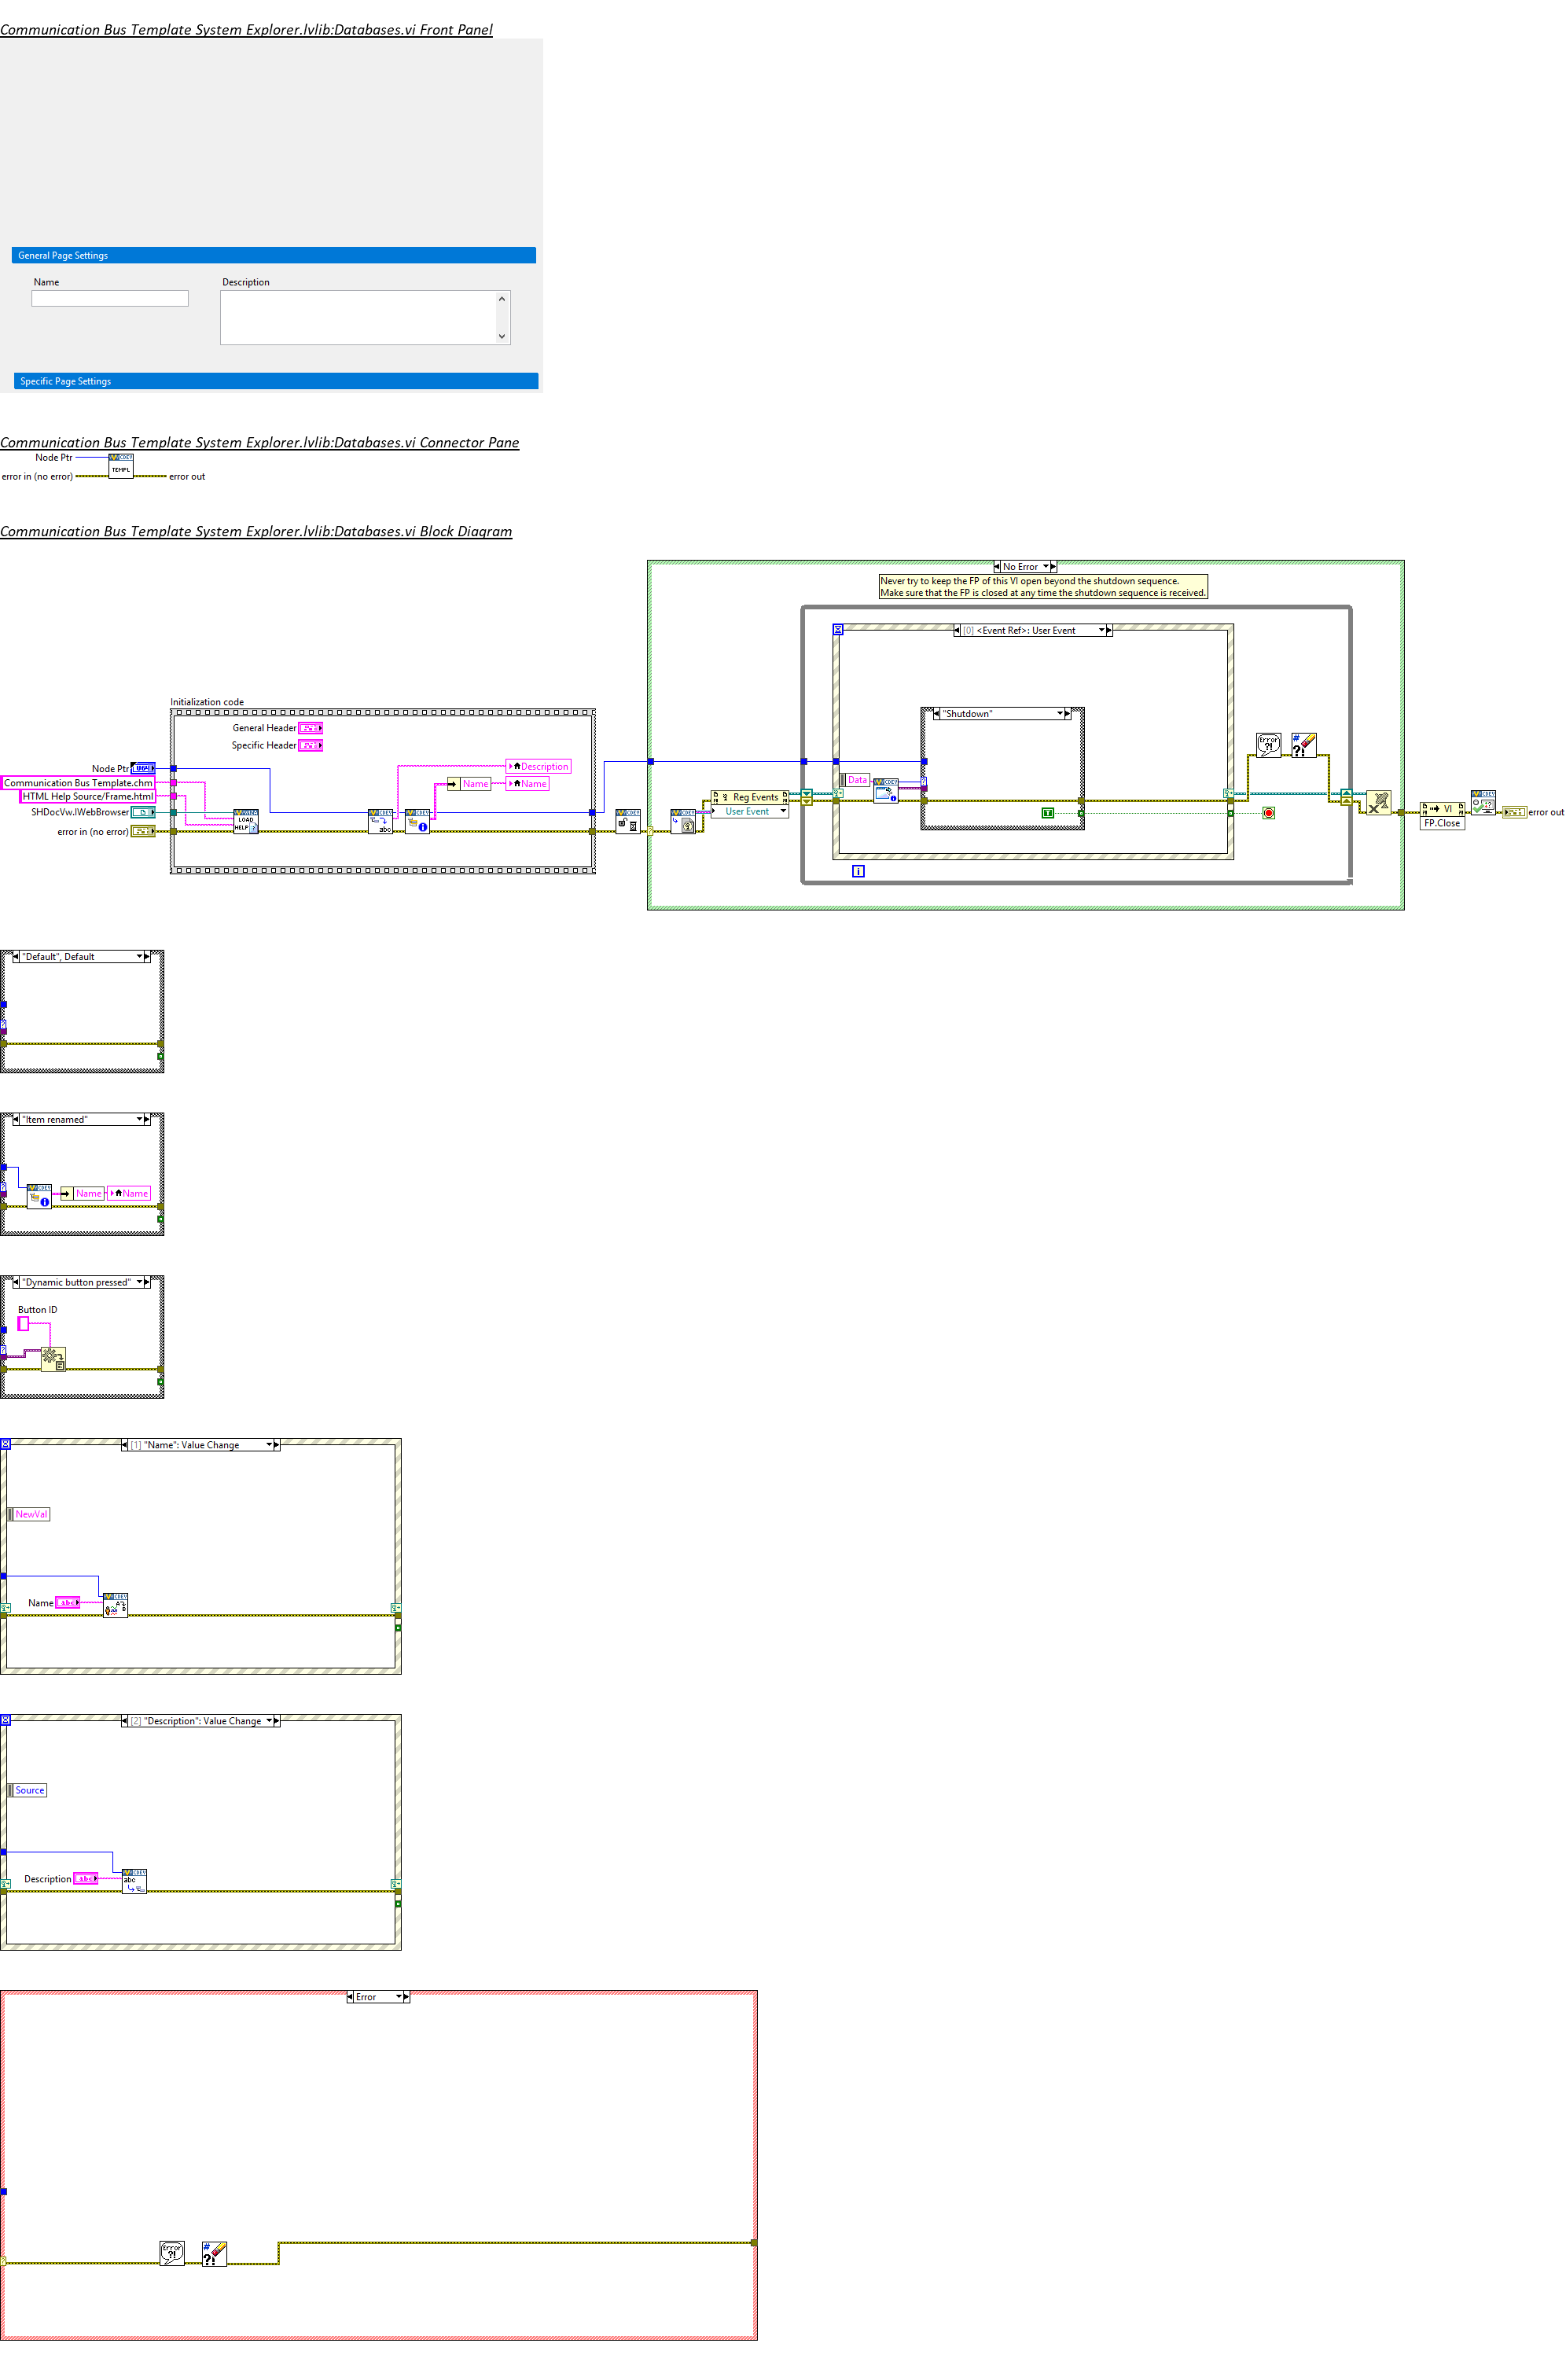 Communication Bus Template System Explorer.lvlib:Databases.vi Front Panel
General Page Settings
Name
Description
Specific Page Settings
Communication Bus Template System Explorer.lvlib:Databases.vi Connector Pane
Node Ptr
TEMPL
error in (no error)
error out
Communication Bus Template System Explorer.lvlib:Databases.vi Block Diagram
No Error
Never try to keep the FP of this VI open beyond the shutdown sequence.
Make sure that the FP is closed at any time the shutdown sequence is received.
[0] <Event Ref>: User Event
Initialization code
"Shutdown"
General Header
Specific Header
Node Ptr
Description
Communication Bus Template.chm
Name
Name
Data
HTML Help Source/Frame.html
Reg Events
SHDocVw.IWebBrowser
LOAD
HELP
abc
User Event
VI
error in (no error)
FP.Close
error out
Error
?!
#
?!
T
i
"Default", Default
"Item renamed"
Name
Name
"Dynamic button pressed"
Button ID
[1] "Name": Value Change
NewVal
Name
abc
[2] "Description": Value Change
Source
Description
abc
abc
Error
Error
?!
#
?!